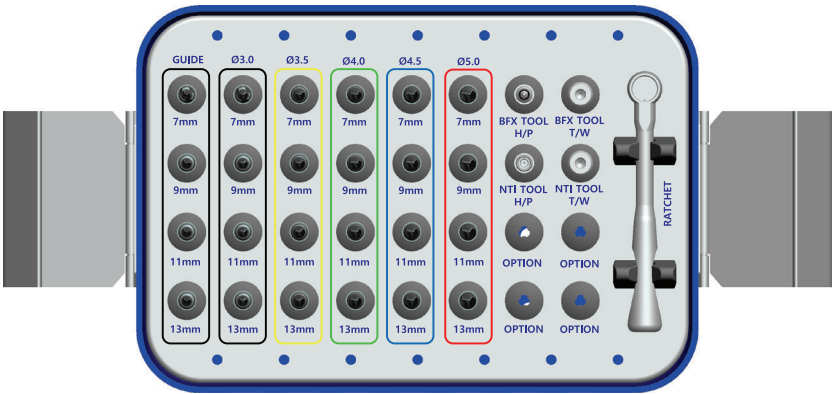 GUIDE Ø3.0 Ø3.5 Ø4.0 Ø4.5 Ø5.0
7mm 7mm 7mm 7mm 7mm 7mm BFX TOOL H/P BFX TOOL T/W
9mm 9mm 9mm 9mm 9mm 9mm NTI TOOL H/P NTI TOOL T/W
11mm 11mm 11mm 11mm 11mm 11mm OPTION OPTION
13mm 13mm 13mm 13mm 13mm 13mm OPTION OPTION
RATCHET